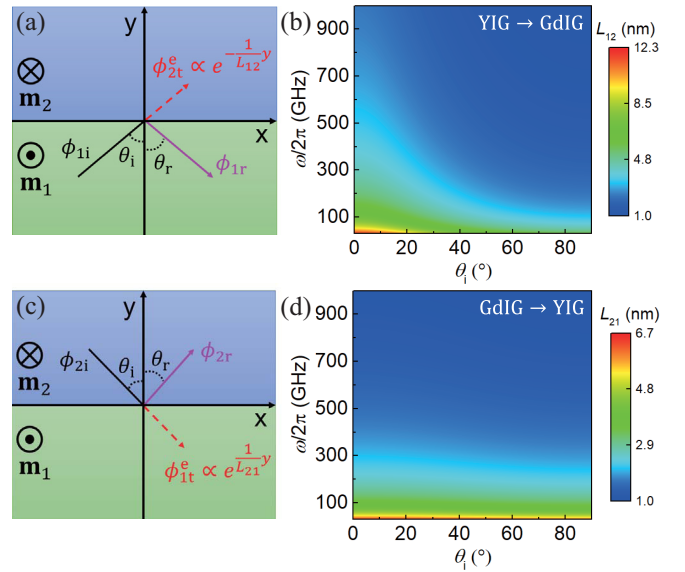 (a)
y
ϕ₂ₜᵉ ∝ e^{-\frac{1}{L₁₂}y}
m₂
x
ϕ₁ᵢ
θᵢ
θᵣ
ϕ₁ᵣ
m₁
(b)
YIG → GdIG
L₁₂ (nm)
12.3
8.5
4.8
1.0
ω/2π (GHz)
900
700
500
300
100
0 20 40 60 80
θᵢ (°)
(c)
y
ϕ₂ᵢ
θᵢ
θᵣ
ϕ₂ᵣ
m₂
x
m₁
ϕ₁ₜᵉ ∝ e^{\frac{1}{L₂₁}y}
(d)
GdIG → YIG
L₂₁ (nm)
6.7
4.8
2.9
1.0
ω/2π (GHz)
900
700
500
300
100
0 20 40 60 80
θᵢ (°)